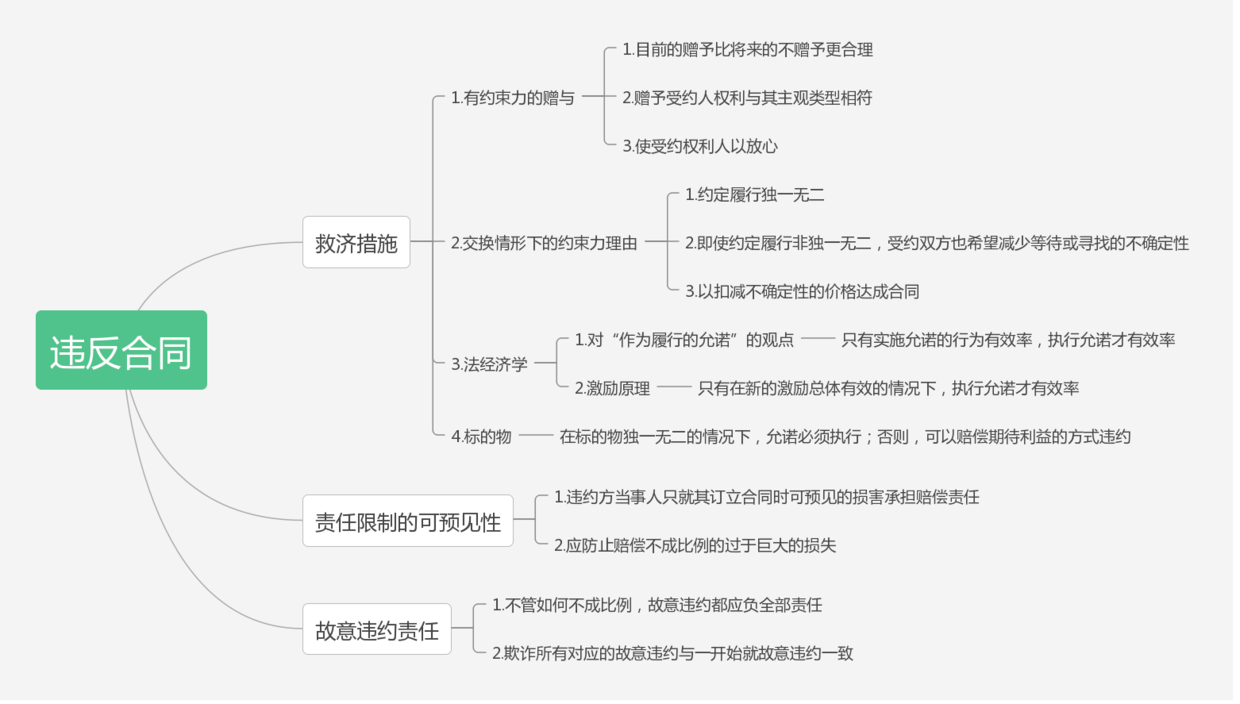 违反合同
救济措施
1.有约束力的赠与
1.目前的赠予比将来的不赠予更合理
2.赠予受约人权利与其主观类型相符
3.使受约权利人以放心
2.交换情形下的约束力理由
1.约定履行独一无二
2.即使约定履行非独一无二，受约双方也希望减少等待或寻找的不确定性
3.以扣减不确定性的价格达成合同
3.法经济学
1.对“作为履行的允诺”的观点
只有实施允诺的行为有效率，执行允诺才有效率
2.激励原理
只有在新的激励总体有效的情况下，执行允诺才有效率
4.标的物
在标的物独一无二的情况下，允诺必须执行；否则，可以赔偿期待利益的方式违约
责任限制的可预见性
1.违约方当事人只就其订立合同时可预见的损害承担赔偿责任
2.应防止赔偿不成比例的过于巨大的损失
故意违约责任
1.不管如何不成比例，故意违约都应负全部责任
2.欺诈所有对应的故意违约与一开始就故意违约一致